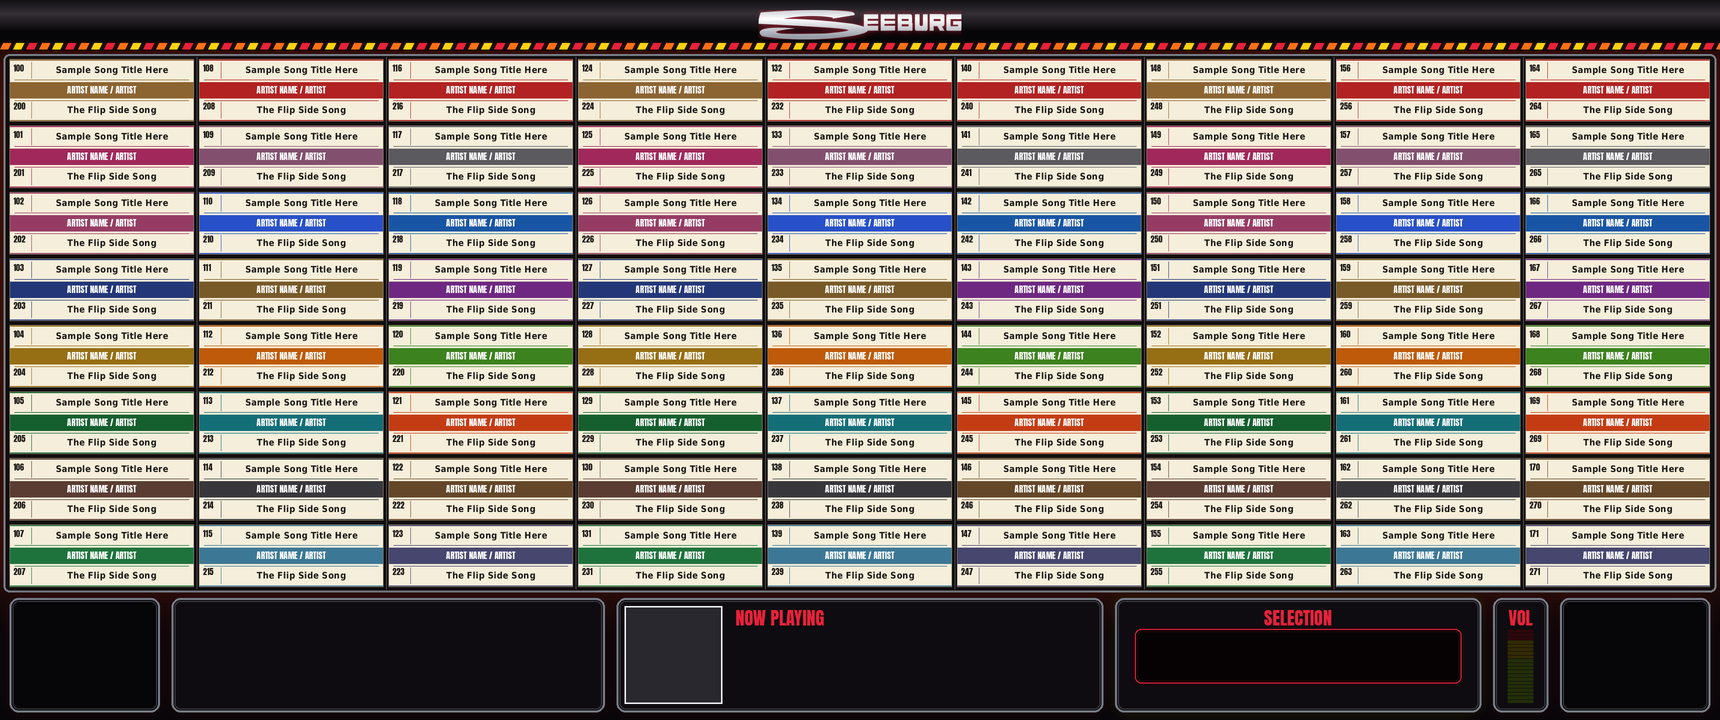 SEEBURG
100 Sample Song Title Here 108 Sample Song Title Here 116 Sample Song Title Here 124 Sample Song Title Here 132 Sample Song Title Here 140 Sample Song Title Here 148 Sample Song Title Here 156 Sample Song Title Here 164 Sample Song Title Here
ARTIST NAME / ARTIST ARTIST NAME / ARTIST ARTIST NAME / ARTIST ARTIST NAME / ARTIST ARTIST NAME / ARTIST ARTIST NAME / ARTIST ARTIST NAME / ARTIST ARTIST NAME / ARTIST ARTIST NAME / ARTIST
200 The Flip Side Song 208 The Flip Side Song 216 The Flip Side Song 224 The Flip Side Song 232 The Flip Side Song 240 The Flip Side Song 248 The Flip Side Song 256 The Flip Side Song 264 The Flip Side Song
101 Sample Song Title Here 109 Sample Song Title Here 117 Sample Song Title Here 125 Sample Song Title Here 133 Sample Song Title Here 141 Sample Song Title Here 149 Sample Song Title Here 157 Sample Song Title Here 165 Sample Song Title Here
ARTIST NAME / ARTIST ARTIST NAME / ARTIST ARTIST NAME / ARTIST ARTIST NAME / ARTIST ARTIST NAME / ARTIST ARTIST NAME / ARTIST ARTIST NAME / ARTIST ARTIST NAME / ARTIST ARTIST NAME / ARTIST
201 The Flip Side Song 209 The Flip Side Song 217 The Flip Side Song 225 The Flip Side Song 233 The Flip Side Song 241 The Flip Side Song 249 The Flip Side Song 257 The Flip Side Song 265 The Flip Side Song
102 Sample Song Title Here 110 Sample Song Title Here 118 Sample Song Title Here 126 Sample Song Title Here 134 Sample Song Title Here 142 Sample Song Title Here 150 Sample Song Title Here 158 Sample Song Title Here 166 Sample Song Title Here
ARTIST NAME / ARTIST ARTIST NAME / ARTIST ARTIST NAME / ARTIST ARTIST NAME / ARTIST ARTIST NAME / ARTIST ARTIST NAME / ARTIST ARTIST NAME / ARTIST ARTIST NAME / ARTIST ARTIST NAME / ARTIST
202 The Flip Side Song 210 The Flip Side Song 218 The Flip Side Song 226 The Flip Side Song 234 The Flip Side Song 242 The Flip Side Song 250 The Flip Side Song 258 The Flip Side Song 266 The Flip Side Song
103 Sample Song Title Here 111 Sample Song Title Here 119 Sample Song Title Here 127 Sample Song Title Here 135 Sample Song Title Here 143 Sample Song Title Here 151 Sample Song Title Here 159 Sample Song Title Here 167 Sample Song Title Here
ARTIST NAME / ARTIST ARTIST NAME / ARTIST ARTIST NAME / ARTIST ARTIST NAME / ARTIST ARTIST NAME / ARTIST ARTIST NAME / ARTIST ARTIST NAME / ARTIST ARTIST NAME / ARTIST ARTIST NAME / ARTIST
203 The Flip Side Song 211 The Flip Side Song 219 The Flip Side Song 227 The Flip Side Song 235 The Flip Side Song 243 The Flip Side Song 251 The Flip Side Song 259 The Flip Side Song 267 The Flip Side Song
104 Sample Song Title Here 112 Sample Song Title Here 120 Sample Song Title Here 128 Sample Song Title Here 136 Sample Song Title Here 144 Sample Song Title Here 152 Sample Song Title Here 160 Sample Song Title Here 168 Sample Song Title Here
ARTIST NAME / ARTIST ARTIST NAME / ARTIST ARTIST NAME / ARTIST ARTIST NAME / ARTIST ARTIST NAME / ARTIST ARTIST NAME / ARTIST ARTIST NAME / ARTIST ARTIST NAME / ARTIST ARTIST NAME / ARTIST
204 The Flip Side Song 212 The Flip Side Song 220 The Flip Side Song 228 The Flip Side Song 236 The Flip Side Song 244 The Flip Side Song 252 The Flip Side Song 260 The Flip Side Song 268 The Flip Side Song
105 Sample Song Title Here 113 Sample Song Title Here 121 Sample Song Title Here 129 Sample Song Title Here 137 Sample Song Title Here 145 Sample Song Title Here 153 Sample Song Title Here 161 Sample Song Title Here 169 Sample Song Title Here
ARTIST NAME / ARTIST ARTIST NAME / ARTIST ARTIST NAME / ARTIST ARTIST NAME / ARTIST ARTIST NAME / ARTIST ARTIST NAME / ARTIST ARTIST NAME / ARTIST ARTIST NAME / ARTIST ARTIST NAME / ARTIST
205 The Flip Side Song 213 The Flip Side Song 221 The Flip Side Song 229 The Flip Side Song 237 The Flip Side Song 245 The Flip Side Song 253 The Flip Side Song 261 The Flip Side Song 269 The Flip Side Song
106 Sample Song Title Here 114 Sample Song Title Here 122 Sample Song Title Here 130 Sample Song Title Here 138 Sample Song Title Here 146 Sample Song Title Here 154 Sample Song Title Here 162 Sample Song Title Here 170 Sample Song Title Here
ARTIST NAME / ARTIST ARTIST NAME / ARTIST ARTIST NAME / ARTIST ARTIST NAME / ARTIST ARTIST NAME / ARTIST ARTIST NAME / ARTIST ARTIST NAME / ARTIST ARTIST NAME / ARTIST ARTIST NAME / ARTIST
206 The Flip Side Song 214 The Flip Side Song 222 The Flip Side Song 230 The Flip Side Song 238 The Flip Side Song 246 The Flip Side Song 254 The Flip Side Song 262 The Flip Side Song 270 The Flip Side Song
107 Sample Song Title Here 115 Sample Song Title Here 123 Sample Song Title Here 131 Sample Song Title Here 139 Sample Song Title Here 147 Sample Song Title Here 155 Sample Song Title Here 163 Sample Song Title Here 171 Sample Song Title Here
ARTIST NAME / ARTIST ARTIST NAME / ARTIST ARTIST NAME / ARTIST ARTIST NAME / ARTIST ARTIST NAME / ARTIST ARTIST NAME / ARTIST ARTIST NAME / ARTIST ARTIST NAME / ARTIST ARTIST NAME / ARTIST
207 The Flip Side Song 215 The Flip Side Song 223 The Flip Side Song 231 The Flip Side Song 239 The Flip Side Song 247 The Flip Side Song 255 The Flip Side Song 263 The Flip Side Song 271 The Flip Side Song
NOW PLAYING
SELECTION
VOL